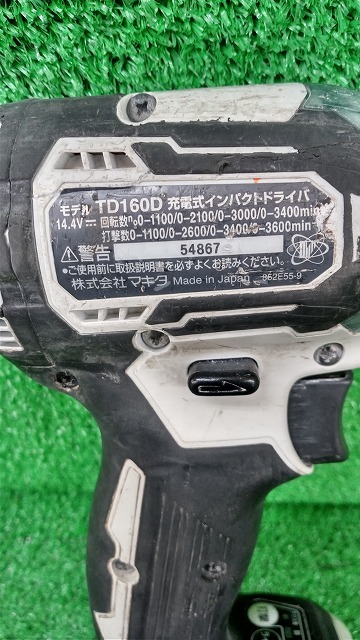 モデル TD160D 充電式インパクトドライバ
14.4V⎓ 回転数n₀0-1100/0-2100/0-3000/0-3400min⁻¹
打撃数0-1100/0-2600/0-3400/0-3600min⁻¹
⚠警告 54867
●ご使用前に取扱説明書を必ずよくお読みください。
株式会社マキタ Made in Japan 852E55-9